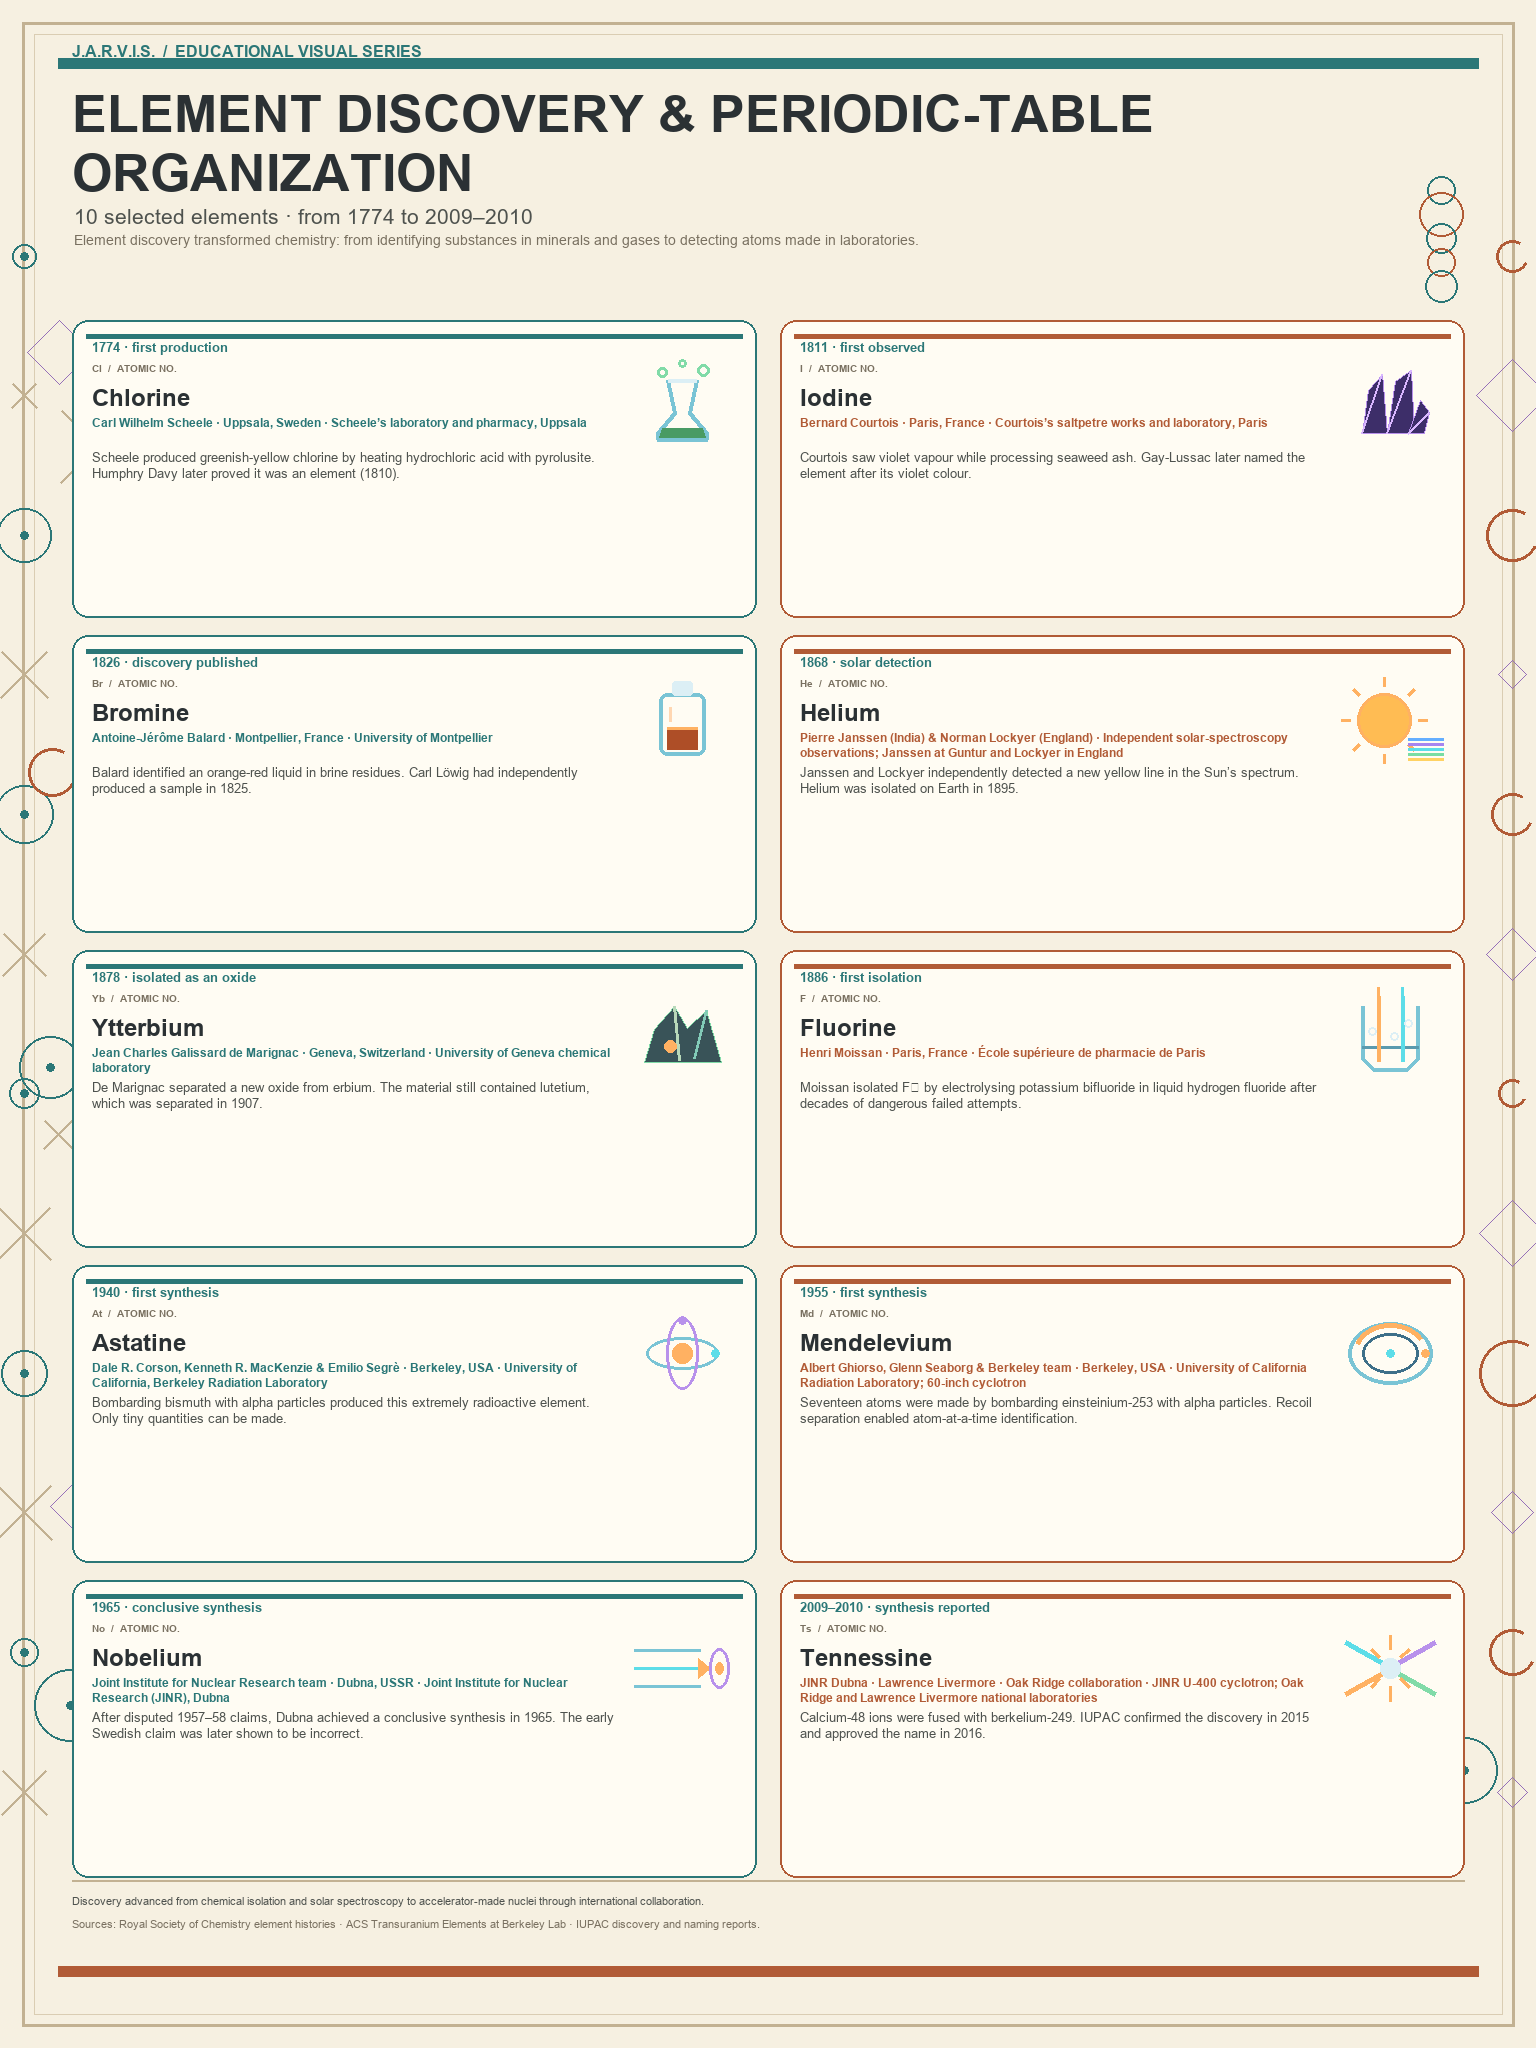 J.A.R.V.I.S. / EDUCATIONAL VISUAL SERIES
ELEMENT DISCOVERY & PERIODIC-TABLE
ORGANIZATION
10 selected elements · from 1774 to 2009–2010
Element discovery transformed chemistry: from identifying substances in minerals and gases to detecting atoms made in laboratories.
1774 · first production
Cl / ATOMIC NO.
Chlorine
Carl Wilhelm Scheele · Uppsala, Sweden · Scheele’s laboratory and pharmacy, Uppsala
Scheele produced greenish-yellow chlorine by heating hydrochloric acid with pyrolusite.
Humphry Davy later proved it was an element (1810).
1811 · first observed
I / ATOMIC NO.
Iodine
Bernard Courtois · Paris, France · Courtois’s saltpetre works and laboratory, Paris
Courtois saw violet vapour while processing seaweed ash. Gay-Lussac later named the
element after its violet colour.
1826 · discovery published
Br / ATOMIC NO.
Bromine
Antoine-Jérôme Balard · Montpellier, France · University of Montpellier
Balard identified an orange-red liquid in brine residues. Carl Löwig had independently
produced a sample in 1825.
1868 · solar detection
He / ATOMIC NO.
Helium
Pierre Janssen (India) & Norman Lockyer (England) · Independent solar-spectroscopy
observations; Janssen at Guntur and Lockyer in England
Janssen and Lockyer independently detected a new yellow line in the Sun’s spectrum.
Helium was isolated on Earth in 1895.
1878 · isolated as an oxide
Yb / ATOMIC NO.
Ytterbium
Jean Charles Galissard de Marignac · Geneva, Switzerland · University of Geneva chemical
laboratory
De Marignac separated a new oxide from erbium. The material still contained lutetium,
which was separated in 1907.
1886 · first isolation
F / ATOMIC NO.
Fluorine
Henri Moissan · Paris, France · École supérieure de pharmacie de Paris
Moissan isolated F□ by electrolysing potassium bifluoride in liquid hydrogen fluoride after
decades of dangerous failed attempts.
1940 · first synthesis
At / ATOMIC NO.
Astatine
Dale R. Corson, Kenneth R. MacKenzie & Emilio Segrè · Berkeley, USA · University of
California, Berkeley Radiation Laboratory
Bombarding bismuth with alpha particles produced this extremely radioactive element.
Only tiny quantities can be made.
1955 · first synthesis
Md / ATOMIC NO.
Mendelevium
Albert Ghiorso, Glenn Seaborg & Berkeley team · Berkeley, USA · University of California
Radiation Laboratory; 60-inch cyclotron
Seventeen atoms were made by bombarding einsteinium-253 with alpha particles. Recoil
separation enabled atom-at-a-time identification.
1965 · conclusive synthesis
No / ATOMIC NO.
Nobelium
Joint Institute for Nuclear Research team · Dubna, USSR · Joint Institute for Nuclear
Research (JINR), Dubna
After disputed 1957–58 claims, Dubna achieved a conclusive synthesis in 1965. The early
Swedish claim was later shown to be incorrect.
2009–2010 · synthesis reported
Ts / ATOMIC NO.
Tennessine
JINR Dubna · Lawrence Livermore · Oak Ridge collaboration · JINR U-400 cyclotron; Oak
Ridge and Lawrence Livermore national laboratories
Calcium-48 ions were fused with berkelium-249. IUPAC confirmed the discovery in 2015
and approved the name in 2016.
Discovery advanced from chemical isolation and solar spectroscopy to accelerator-made nuclei through international collaboration.
Sources: Royal Society of Chemistry element histories · ACS Transuranium Elements at Berkeley Lab · IUPAC discovery and naming reports.